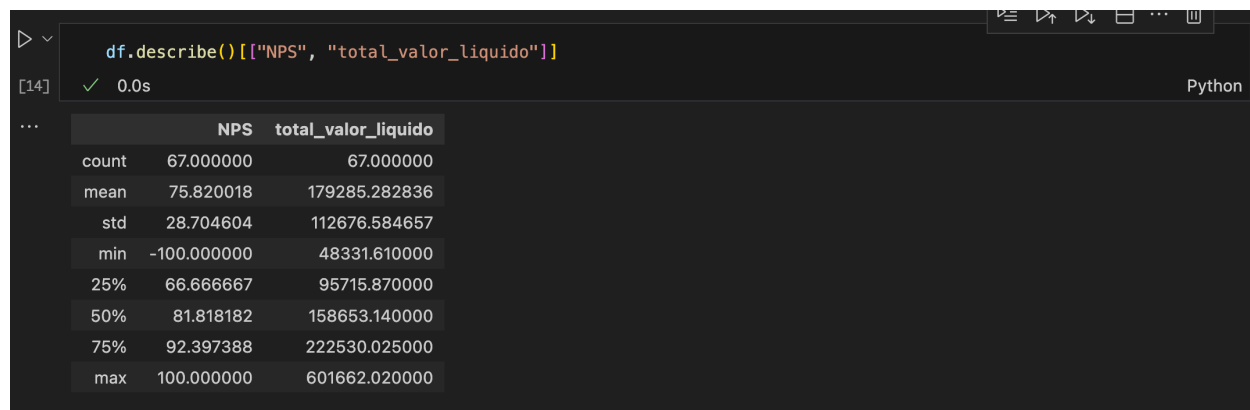 df.describe()[["NPS", "total_valor_liquido"]]
[14] 0.0s Python
NPS total_valor_liquido
count 67.000000 67.000000
mean 75.820018 179285.282836
std 28.704604 112676.584657
min -100.000000 48331.610000
25% 66.666667 95715.870000
50% 81.818182 158653.140000
75% 92.397388 222530.025000
max 100.000000 601662.020000